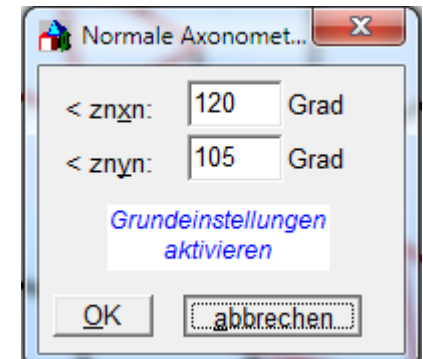 Normale Axonomet...
< znxn: 120 Grad
< znyn: 105 Grad
Grundeinstellungen
aktivieren
OK abbrechen